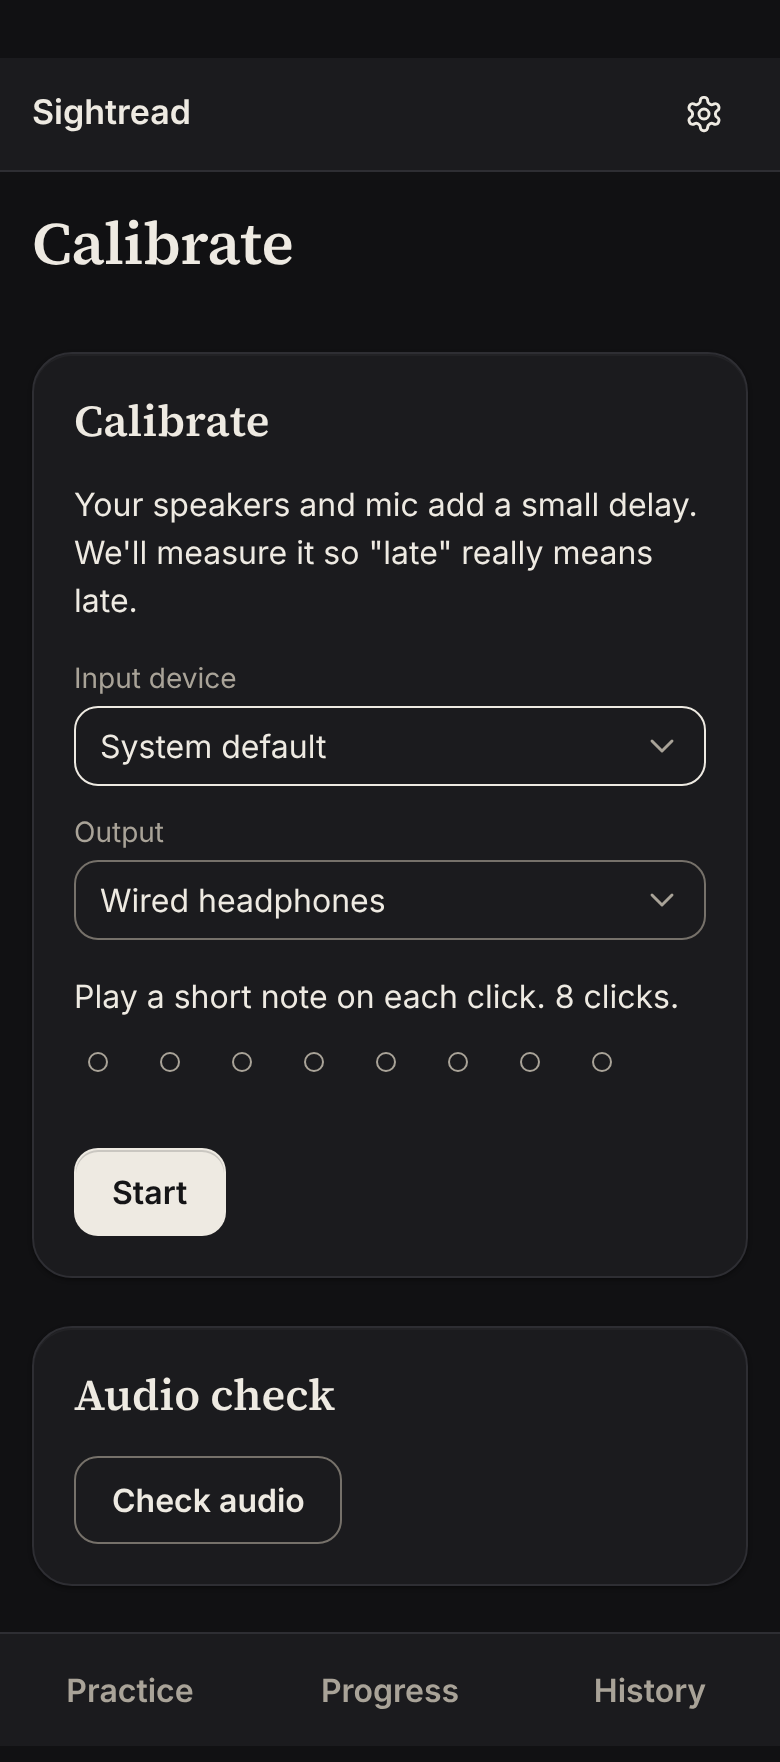 Sightread
Calibrate
Calibrate
Your speakers and mic add a small delay.
We'll measure it so "late" really means
late.
Input device
System default
Output
Wired headphones
Play a short note on each click. 8 clicks.
Start
Audio check
Check audio
Practice Progress History